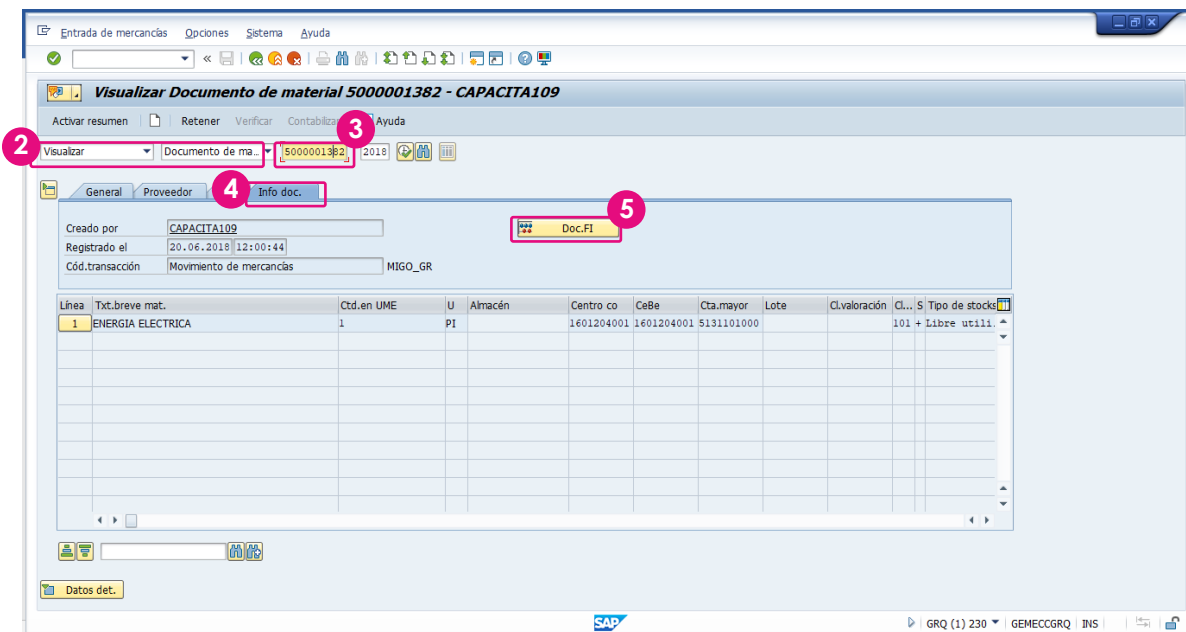 Entrada de mercancías Opciones Sistema Ayuda
Visualizar Documento de material 5000001382 - CAPACITA109
Activar resumen Retener Verificar Contabiliza Ayuda
2 3
Visualizar Documento de ma... 5000001382 2018
4
General Proveedor Info doc.
5
Creado por CAPACITA109 Doc.FI
Registrado el 20.06.2018 12:00:44
Cód.transacción Movimiento de mercancías MIGO_GR
Línea Txt.breve mat. Ctd.en UME U Almacén Centro co CeBe Cta.mayor Lote Cl.valoración Cl... S Tipo de stocks
1 ENERGIA ELECTRICA 1 PI 1601204001 1601204001 5131101000 101 + Libre utili.
Datos det.
SAP GRQ (1) 230 GEMECCGRQ INS